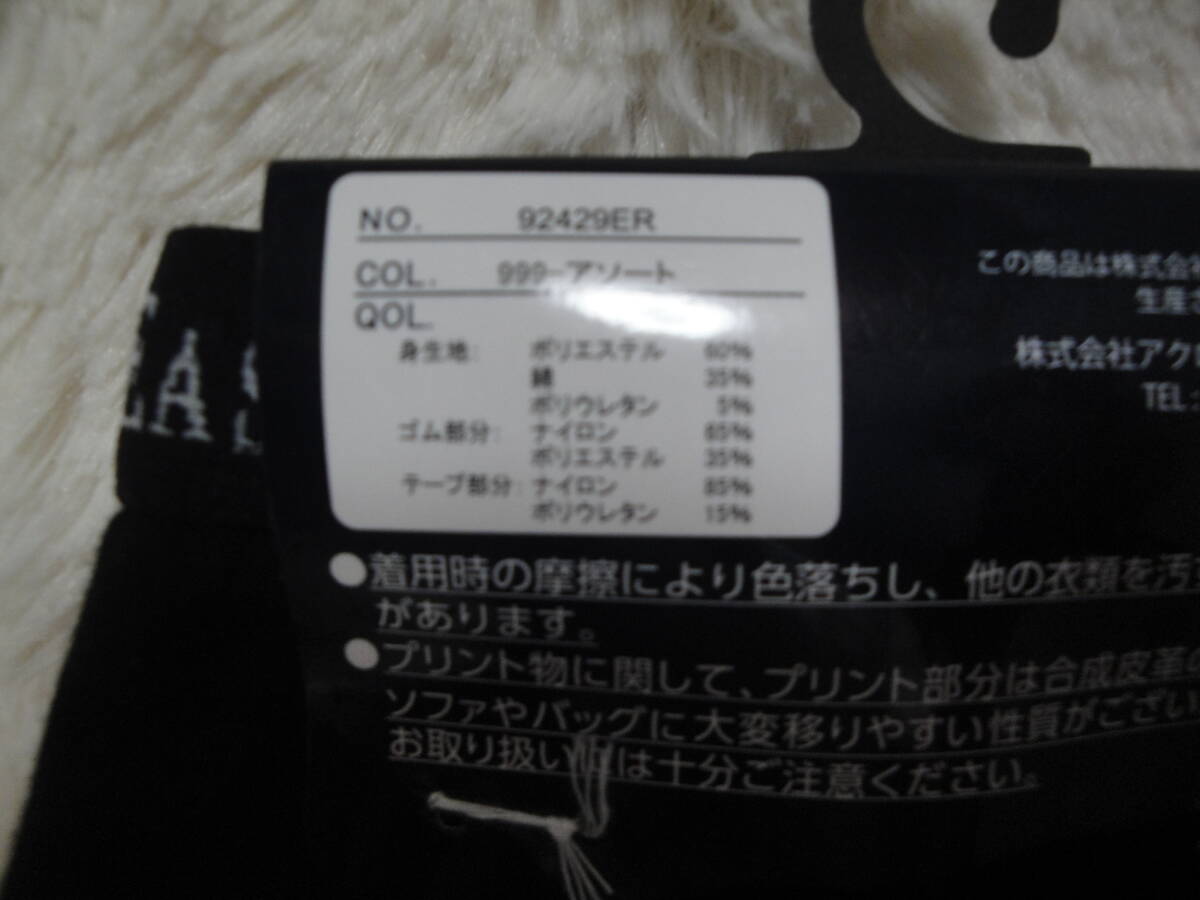 NO. 92429ER
COL. 999-アソート
QOL.
身生地: ポリエステル 60%
綿 35%
ポリウレタン 5%
ゴム部分: ナイロン 65%
ポリエステル 35%
テープ部分: ナイロン 85%
ポリウレタン 15%
この商品は株式会社
生産
株式会社アク
TEL:
●着用時の摩擦により色落ちし、他の衣類を汚
があります。
●プリント物に関して、プリント部分は合成皮革の
ソファやバッグに大変移りやすい性質がござい
お取り扱いには十分ご注意ください。